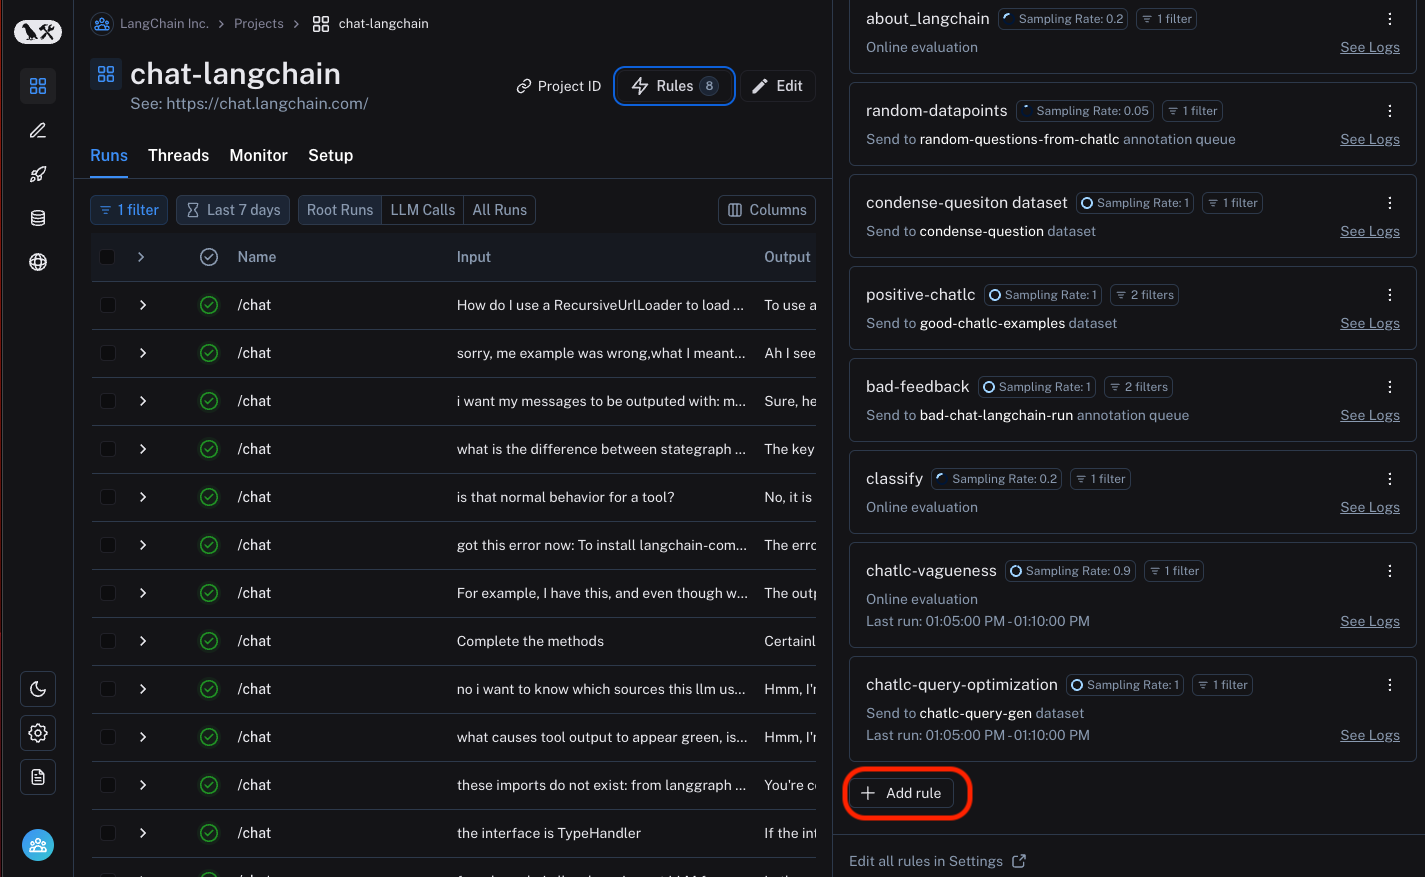 LangChain Inc. > Projects > chat-langchain
chat-langchain
See: https://chat.langchain.com/
Project ID
Rules 8
Edit
Runs Threads Monitor Setup
1 filter Last 7 days Root Runs LLM Calls All Runs Columns
Name Input Output
/chat How do I use a RecursiveUrlLoader to load ... To use a
/chat sorry, me example was wrong,what I meant... Ah I see
/chat i want my messages to be outputed with: m... Sure, he
/chat what is the difference between stategraph ... The key
/chat is that normal behavior for a tool? No, it is
/chat got this error now: To install langchain-com... The erro
/chat For example, I have this, and even though w... The outp
/chat Complete the methods Certainl
/chat no i want to know which sources this llm us... Hmm, I'm
/chat what causes tool output to appear green, is... Hmm, I'm
/chat these imports do not exist: from langgraph ... You're co
/chat the interface is TypeHandler If the int
about_langchain Sampling Rate: 0.2 1 filter
Online evaluation See Logs
random-datapoints Sampling Rate: 0.05 1 filter
Send to random-questions-from-chatlc annotation queue See Logs
condense-quesiton dataset Sampling Rate: 1 1 filter
Send to condense-question dataset See Logs
positive-chatlc Sampling Rate: 1 2 filters
Send to good-chatlc-examples dataset See Logs
bad-feedback Sampling Rate: 1 2 filters
Send to bad-chat-langchain-run annotation queue See Logs
classify Sampling Rate: 0.2 1 filter
Online evaluation See Logs
chatlc-vagueness Sampling Rate: 0.9 1 filter
Online evaluation
Last run: 01:05:00 PM - 01:10:00 PM See Logs
chatlc-query-optimization Sampling Rate: 1 1 filter
Send to chatlc-query-gen dataset
Last run: 01:05:00 PM - 01:10:00 PM See Logs
+ Add rule
Edit all rules in Settings